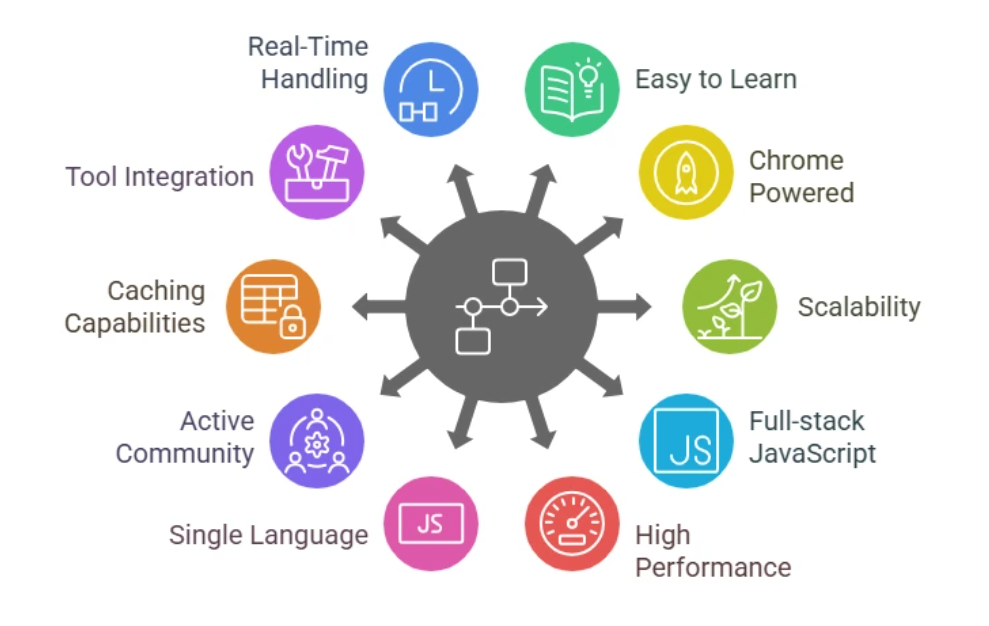 Real-Time
Handling
Easy to Learn
Tool Integration
Chrome
Powered
Caching
Capabilities
Scalability
Active
Community
Full-stack
JavaScript
JS
Single Language
JS
High
Performance